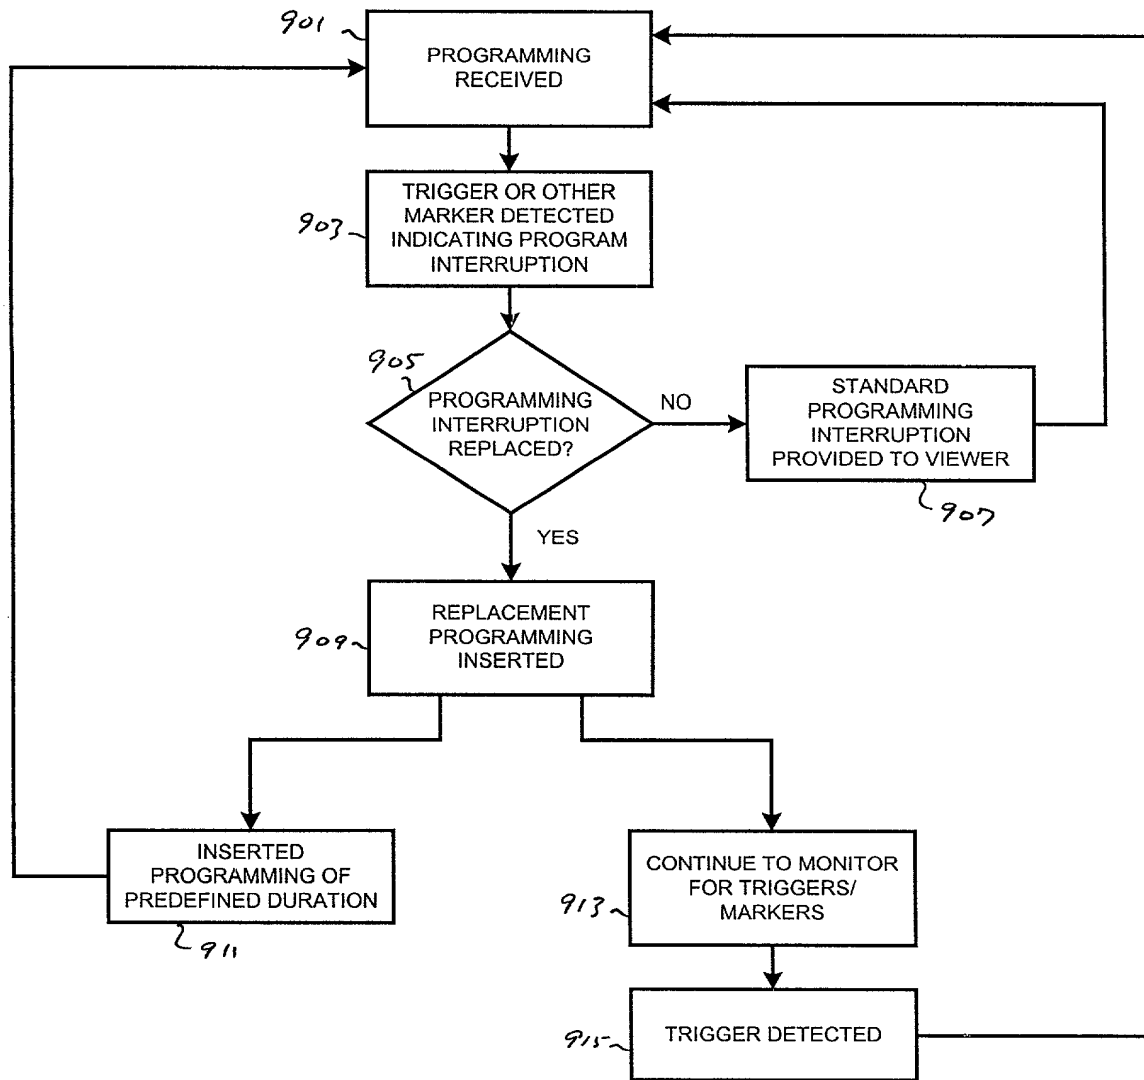 901
PROGRAMMING
RECEIVED
903
TRIGGER OR OTHER
MARKER DETECTED
INDICATING PROGRAM
INTERRUPTION
905
PROGRAMMING
INTERRUPTION
REPLACED?
NO
STANDARD
PROGRAMMING
INTERRUPTION
PROVIDED TO VIEWER
907
YES
909
REPLACEMENT
PROGRAMMING
INSERTED
INSERTED
PROGRAMMING OF
PREDEFINED DURATION
911
CONTINUE TO MONITOR
FOR TRIGGERS/
MARKERS
913
915
TRIGGER DETECTED